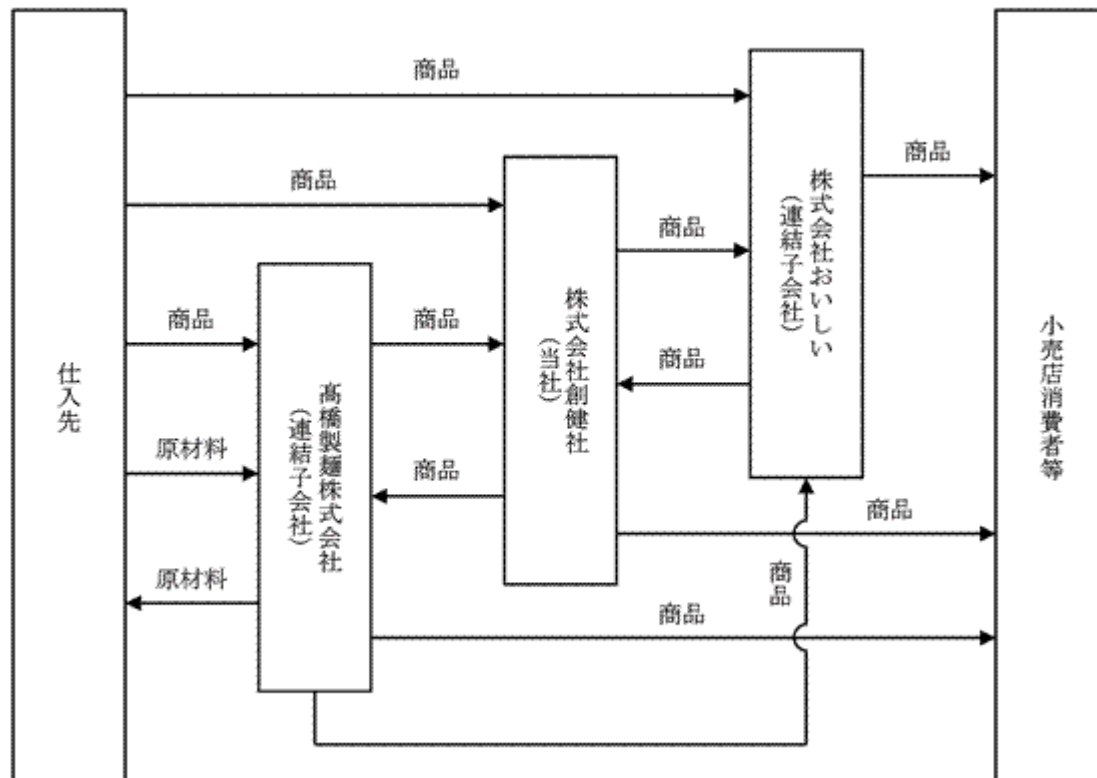 仕入先
商品
商品
商品
原材料
原材料
髙橋製麺株式会社
（連結子会社）
商品
商品
株式会社創健社
（当社）
商品
商品
株式会社おいしい
（連結子会社）
商品
商品
商品
商品
小売店消費者等